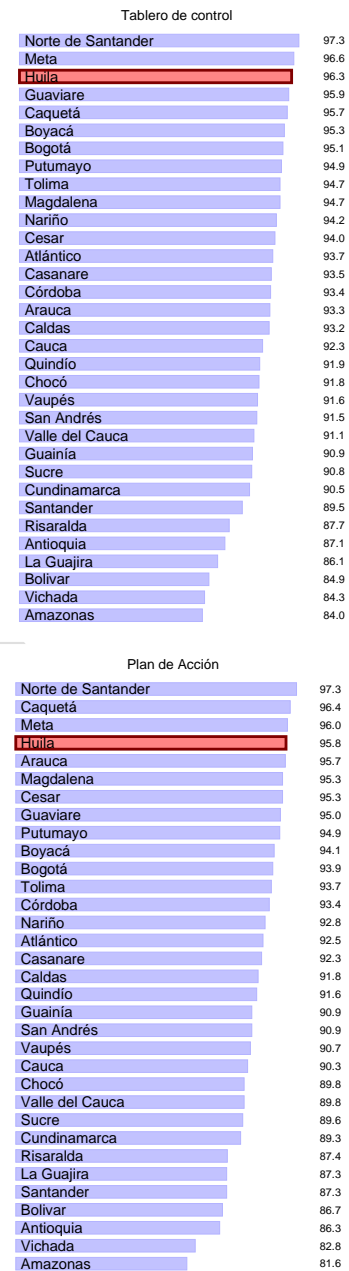 Tablero de control
Norte de Santander 97.3
Meta 96.6
Huila 96.3
Guaviare 95.9
Caquetá 95.7
Boyacá 95.3
Bogotá 95.1
Putumayo 94.9
Tolima 94.7
Magdalena 94.7
Nariño 94.2
Cesar 94.0
Atlántico 93.7
Casanare 93.5
Córdoba 93.4
Arauca 93.3
Caldas 93.2
Cauca 92.3
Quindío 91.9
Chocó 91.8
Vaupés 91.6
San Andrés 91.5
Valle del Cauca 91.1
Guainía 90.9
Sucre 90.8
Cundinamarca 90.5
Santander 89.5
Risaralda 87.7
Antioquia 87.1
La Guajira 86.1
Bolivar 84.9
Vichada 84.3
Amazonas 84.0
Plan de Acción
Norte de Santander 97.3
Caquetá 96.4
Meta 96.0
Huila 95.8
Arauca 95.7
Magdalena 95.3
Cesar 95.3
Guaviare 95.0
Putumayo 94.9
Boyacá 94.1
Bogotá 93.9
Tolima 93.7
Córdoba 93.4
Nariño 92.8
Atlántico 92.5
Casanare 92.3
Caldas 91.8
Quindío 91.6
Guainía 90.9
San Andrés 90.9
Vaupés 90.7
Cauca 90.3
Chocó 89.8
Valle del Cauca 89.8
Sucre 89.6
Cundinamarca 89.3
Risaralda 87.4
La Guajira 87.3
Santander 87.3
Bolivar 86.7
Antioquia 86.3
Vichada 82.8
Amazonas 81.6